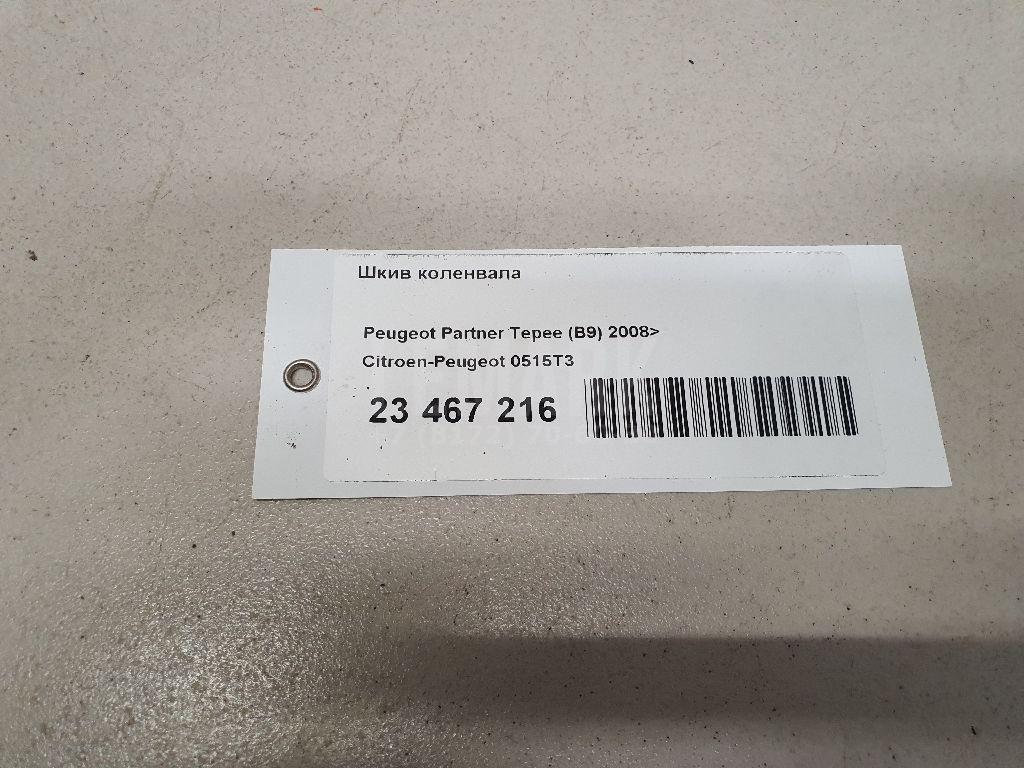 Шкив коленвала
Peugeot Partner Tepee (B9) 2008>
Citroen-Peugeot 0515T3
23 467 216